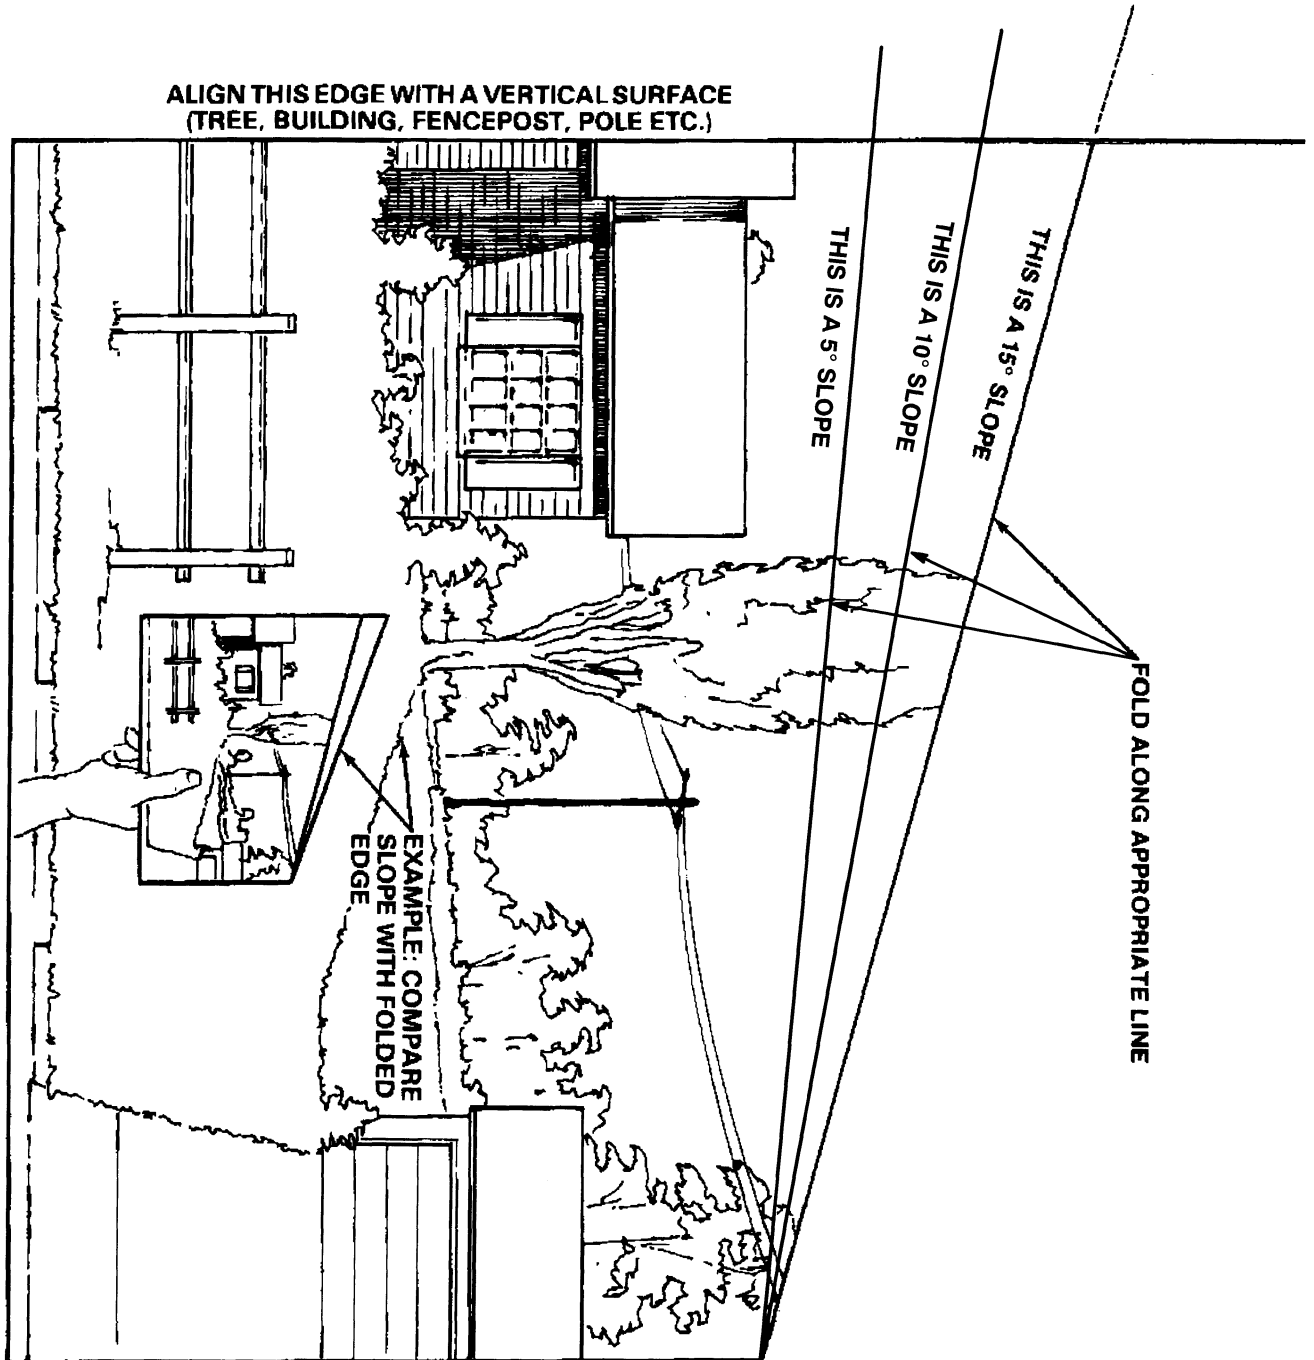 ALIGN THIS EDGE WITH A VERTICAL SURFACE
(TREE, BUILDING, FENCEPOST, POLE ETC.)
THIS IS A 15° SLOPE
THIS IS A 10° SLOPE
THIS IS A 5° SLOPE
FOLD ALONG APPROPRIATE LINE
EXAMPLE: COMPARE
SLOPE WITH FOLDED
EDGE